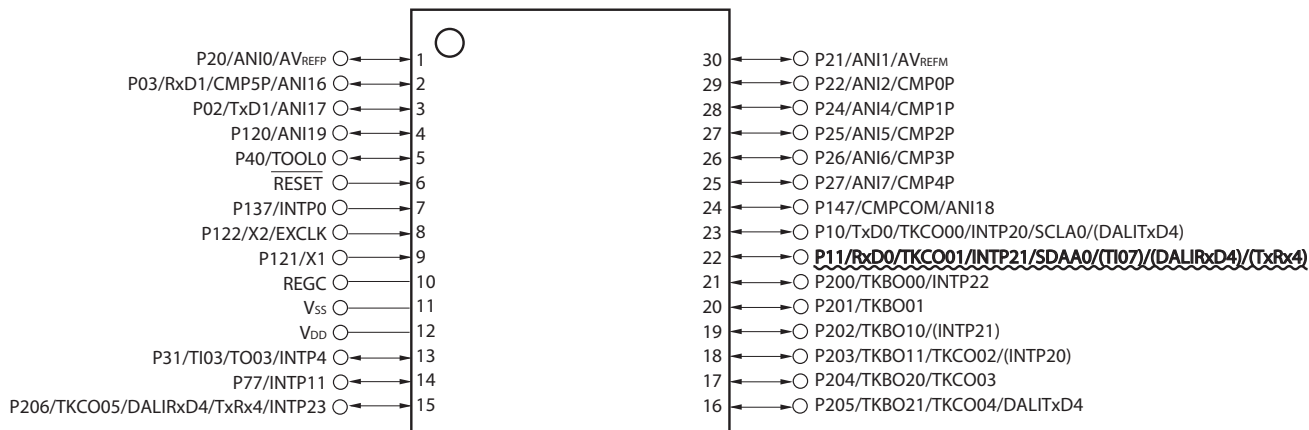 P20/ANI0/AVREFP 1
P03/RxD1/CMP5P/ANI16 2
P02/TxD1/ANI17 3
P120/ANI19 4
P40/TOOL0 5
RESET 6
P137/INTP0 7
P122/X2/EXCLK 8
P121/X1 9
REGC 10
VSS 11
VDD 12
P31/TI03/TO03/INTP4 13
P77/INTP11 14
P206/TKCO05/DALIRxD4/TxRx4/INTP23 15
30 P21/ANI1/AVREFM
29 P22/ANI2/CMP0P
28 P24/ANI4/CMP1P
27 P25/ANI5/CMP2P
26 P26/ANI6/CMP3P
25 P27/ANI7/CMP4P
24 P147/CMPCOM/ANI18
23 P10/TxD0/TKCO00/INTP20/SCLA0/(DALITxD4)
22 P11/RxD0/TKCO01/INTP21/SDAA0/(TI07)/(DALIRxD4)/(TxRx4)
21 P200/TKBO00/INTP22
20 P201/TKBO01
19 P202/TKBO10/(INTP21)
18 P203/TKBO11/TKCO02/(INTP20)
17 P204/TKBO20/TKCO03
16 P205/TKBO21/TKCO04/DALITxD4